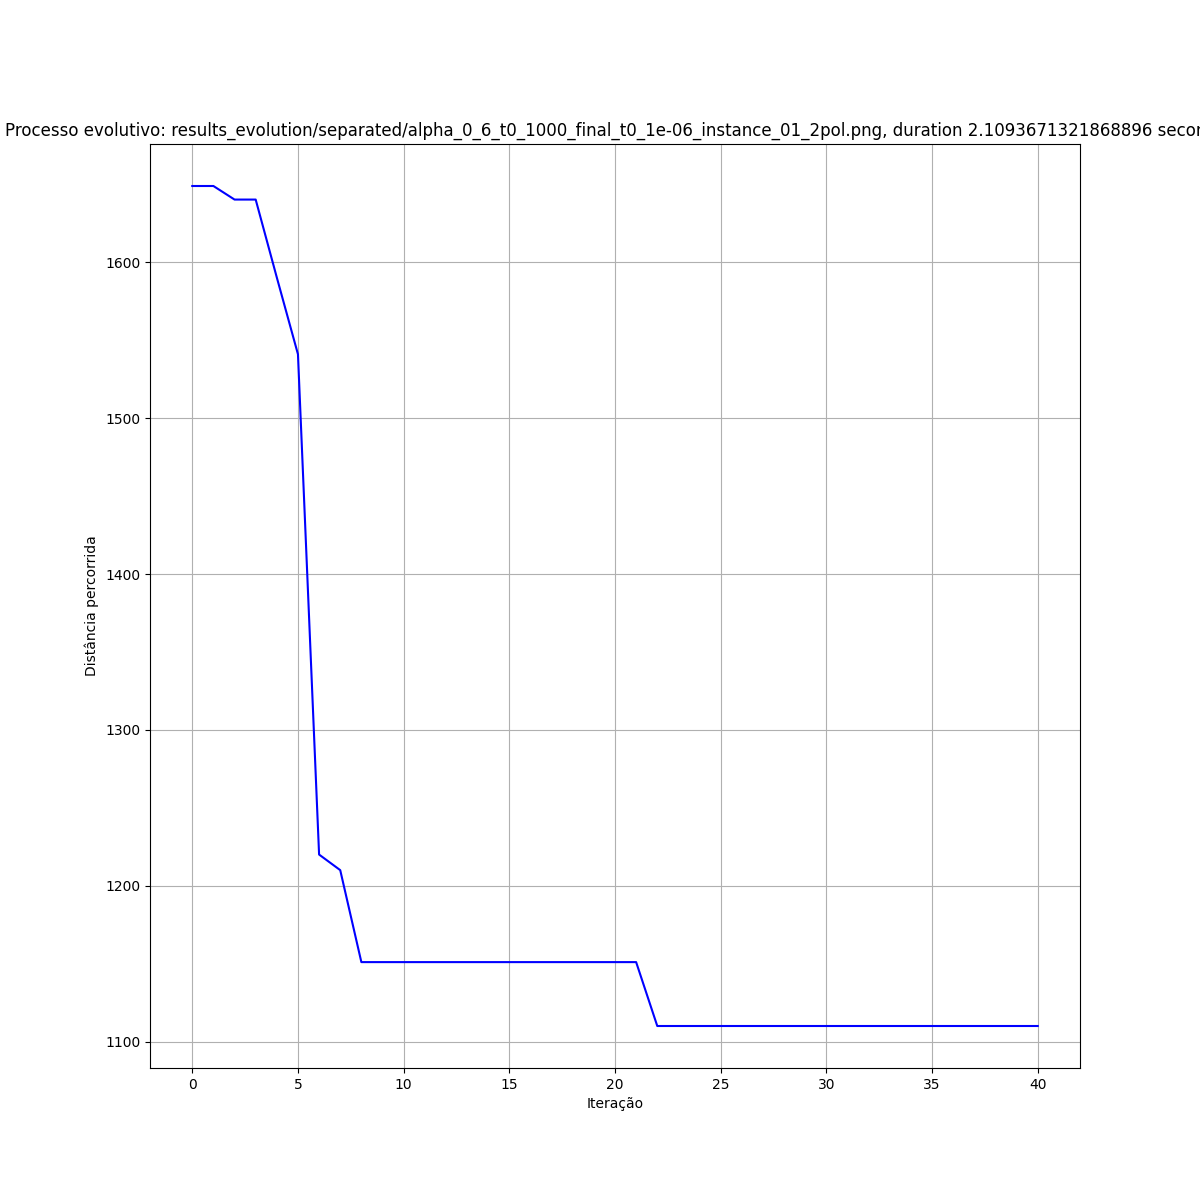 Processo evolutivo: results_evolution/separated/alpha_0_6_t0_1000_final_t0_1e-06_instance_01_2pol.png, duration 2.1093671321868896
1600
1500
1400
1300
1200
1100
Distância percorrida
0 5 10 15 20 25 30 35 40
Iteração